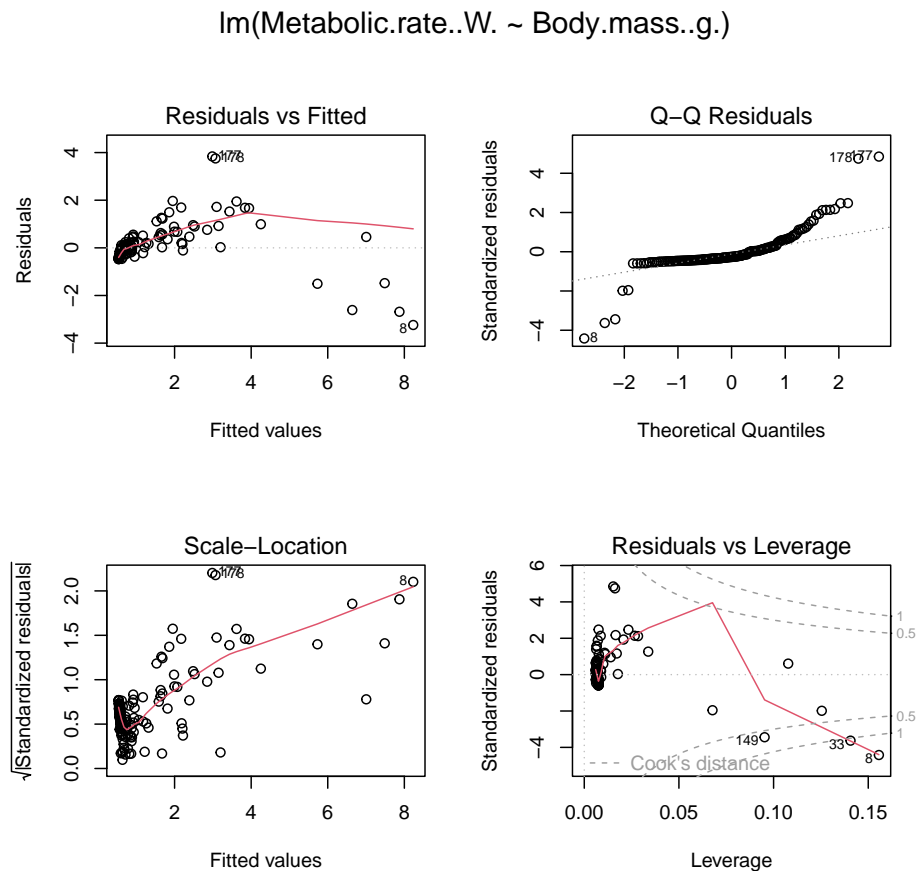 lm(Metabolic.rate..W. ~ Body.mass..g.)
Residuals vs Fitted
Residuals
4
2
0
−2
−4
177
178
8
2 4 6 8
Fitted values
Q−Q Residuals
Standardized residuals
4
2
0
−4
178
177
8
−2 −1 0 1 2
Theoretical Quantiles
Scale−Location
√|Standardized residuals|
2.0
1.5
1.0
0.5
0.0
177
178
8
2 4 6 8
Fitted values
Residuals vs Leverage
Standardized residuals
6
4
2
0
−4
1
0.5
0.5
1
149
33
8
Cook's distance
0.00 0.05 0.10 0.15
Leverage